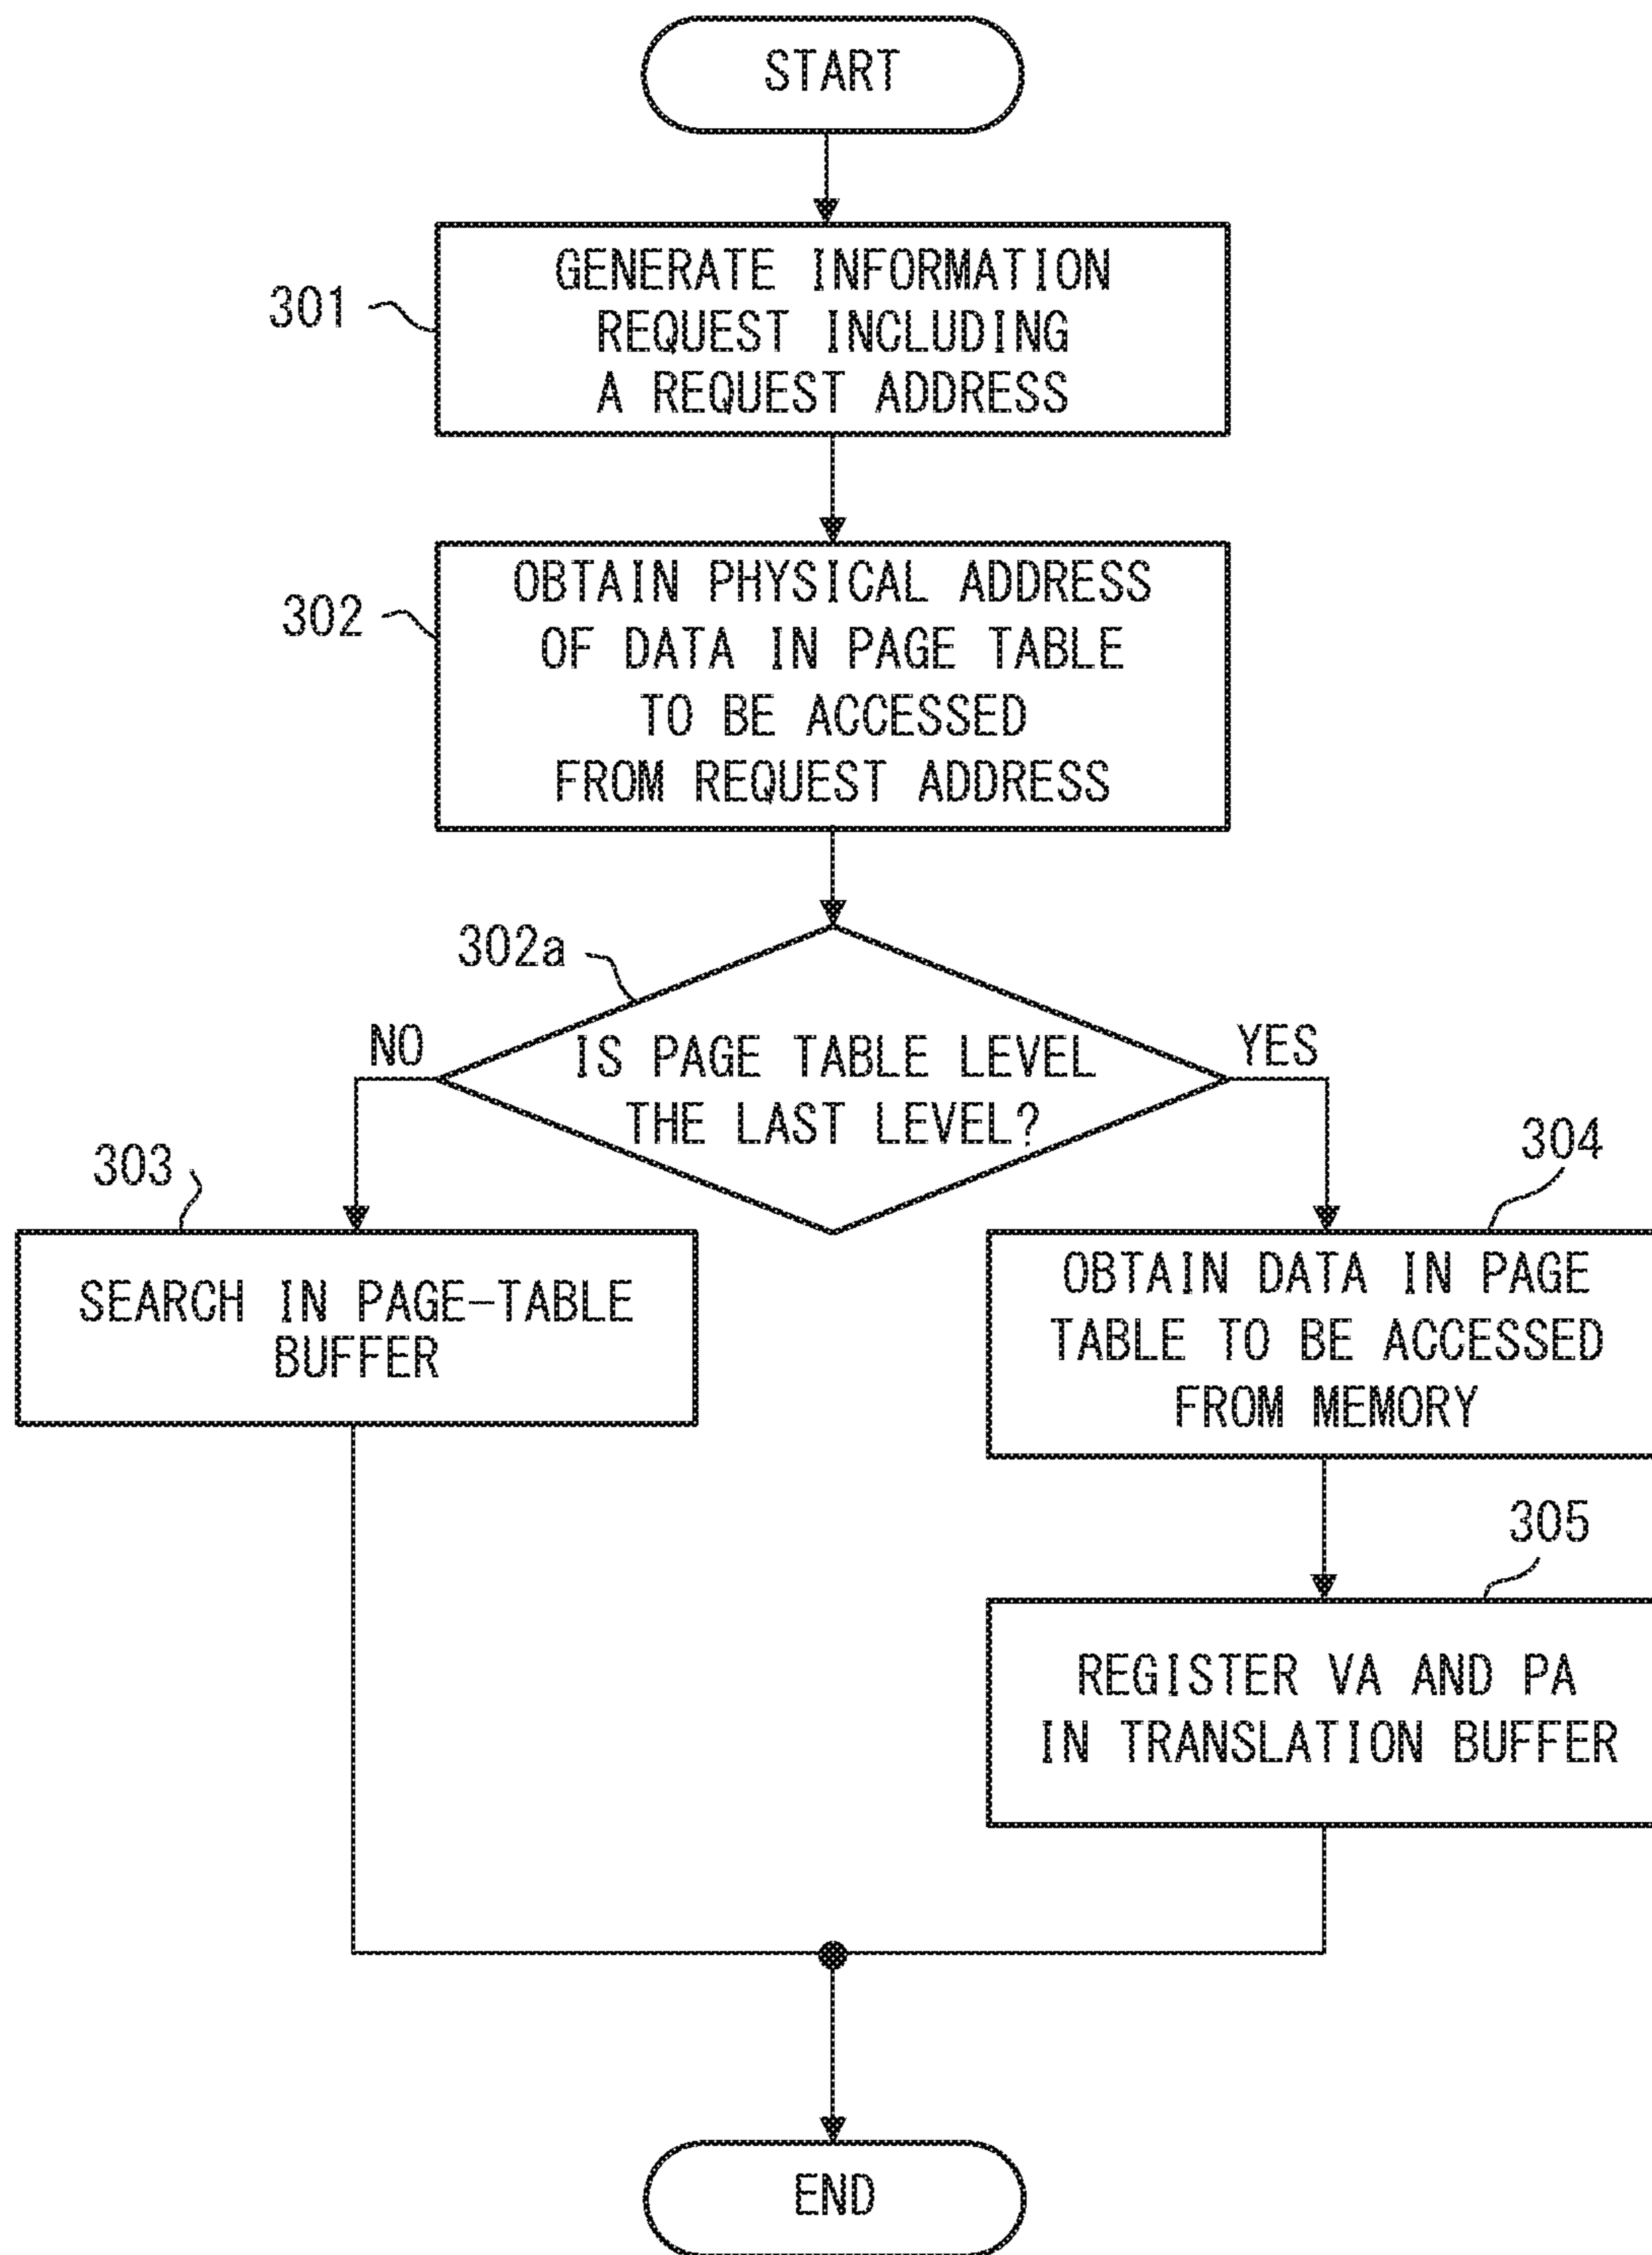 START
301
GENERATE INFORMATION
REQUEST INCLUDING
A REQUEST ADDRESS
302
OBTAIN PHYSICAL ADDRESS
OF DATA IN PAGE TABLE
TO BE ACCESSED
FROM REQUEST ADDRESS
302a
NO
IS PAGE TABLE LEVEL
THE LAST LEVEL?
YES
303
SEARCH IN PAGE-TABLE
BUFFER
304
OBTAIN DATA IN PAGE
TABLE TO BE ACCESSED
FROM MEMORY
305
REGISTER VA AND PA
IN TRANSLATION BUFFER
END